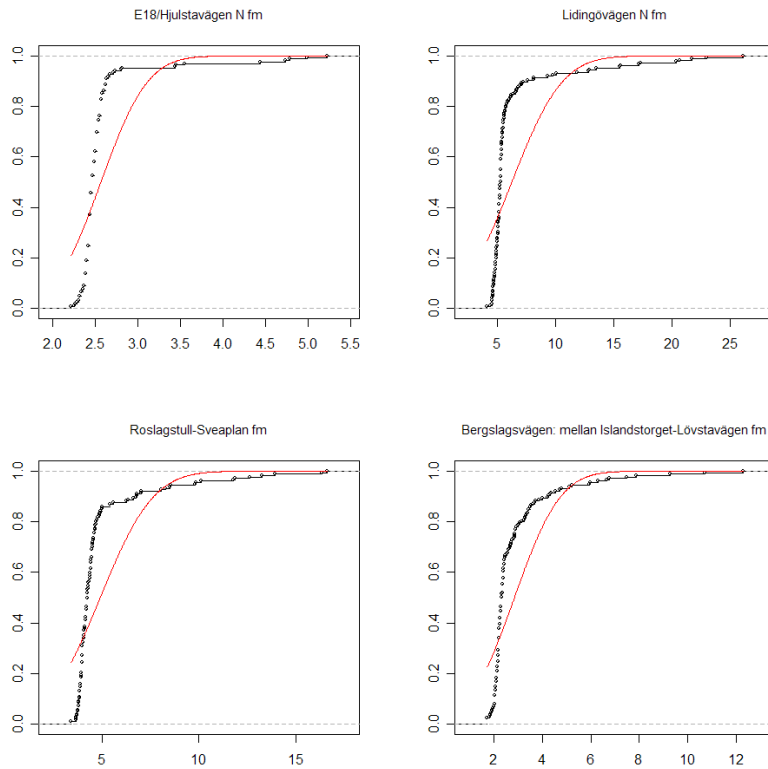 E18/Hjulstavägen N fm
0.0 0.2 0.4 0.6 0.8 1.0
2.0 2.5 3.0 3.5 4.0 4.5 5.0 5.5
Lidingövägen N fm
0.0 0.2 0.4 0.6 0.8 1.0
5 10 15 20 25
Roslagstull-Sveaplan fm
0.0 0.2 0.4 0.6 0.8 1.0
5 10 15
Bergslagsvägen: mellan Islandstorget-Lövstavägen fm
0.0 0.2 0.4 0.6 0.8 1.0
2 4 6 8 10 12